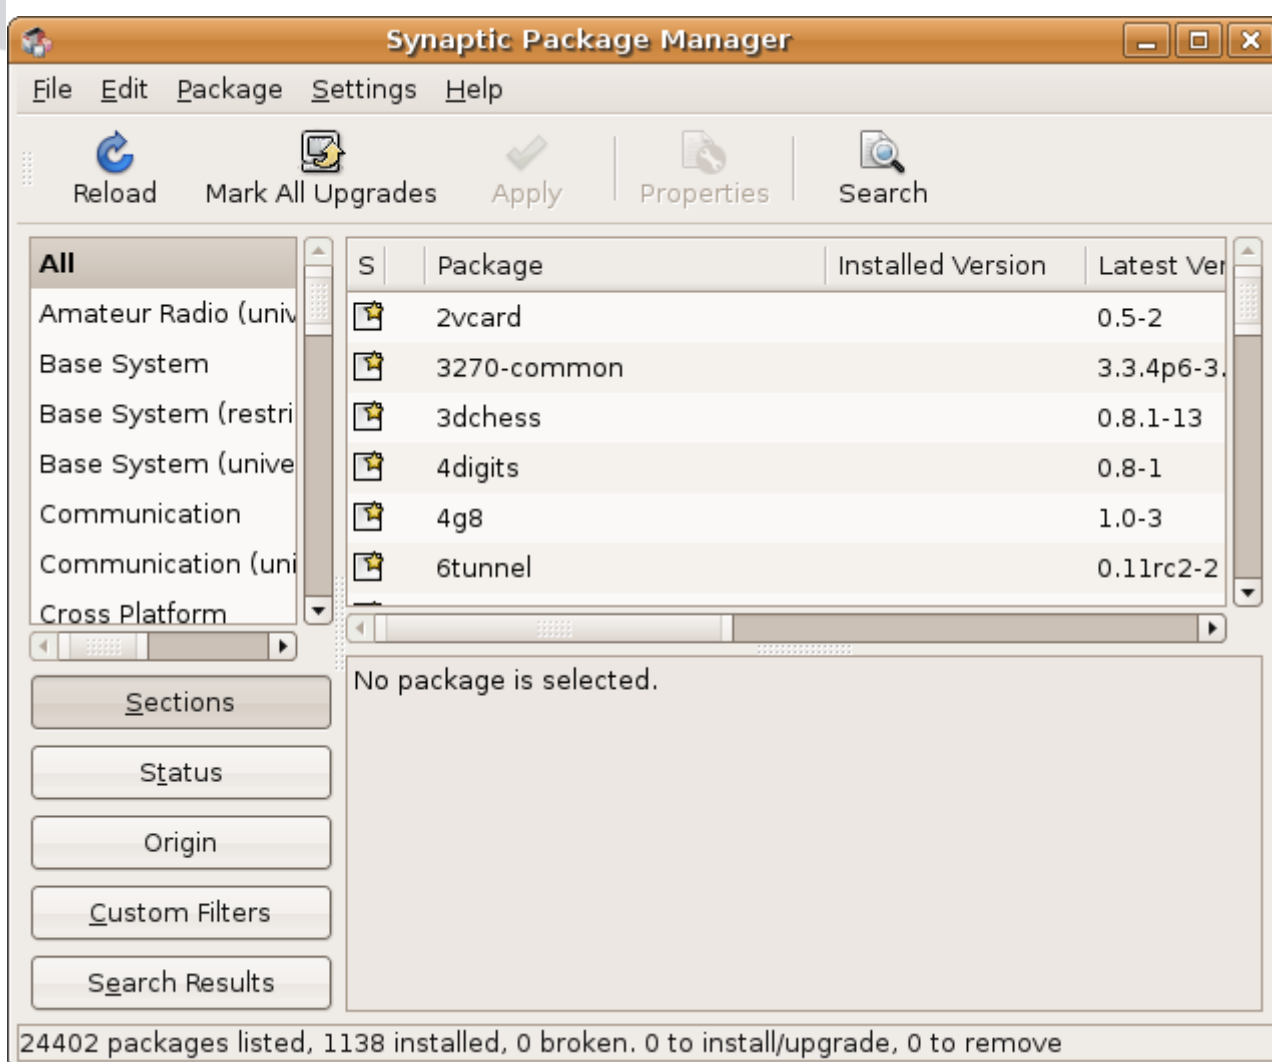 Synaptic Package Manager
File Edit Package Settings Help
Reload Mark All Upgrades Apply Properties Search
All
Amateur Radio (univ
Base System
Base System (restri
Base System (unive
Communication
Communication (uni
Cross Platform
S Package Installed Version Latest Ver
2vcard 0.5-2
3270-common 3.3.4p6-3.
3dchess 0.8.1-13
4digits 0.8-1
4g8 1.0-3
6tunnel 0.11rc2-2
Sections
Status
Origin
Custom Filters
Search Results
No package is selected.
24402 packages listed, 1138 installed, 0 broken. 0 to install/upgrade, 0 to remove